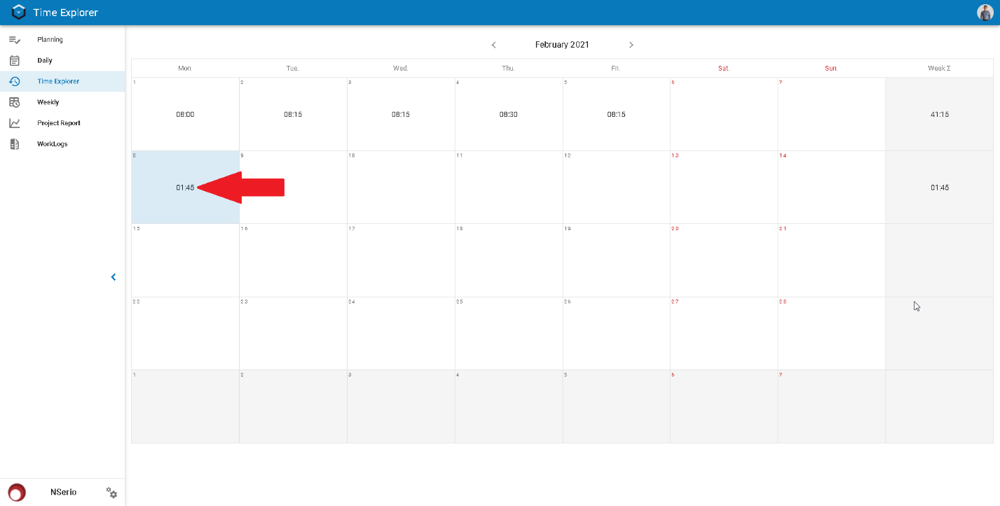 Time Explorer
Planning
Daily
Time Explorer
Weekly
Project Report
WorkLogs
NSerio
February 2021
Mon. Tue. Wed. Thu. Fri. Sat. Sun. Week Σ
1 2 3 4 5 6 7
08:00 08:15 08:15 08:30 08:15 41:15
8 9 10 11 12 13 14
01:45 01:45
15 16 17 18 19 20 21
22 23 24 25 26 27 28
1 2 3 4 5 6 7